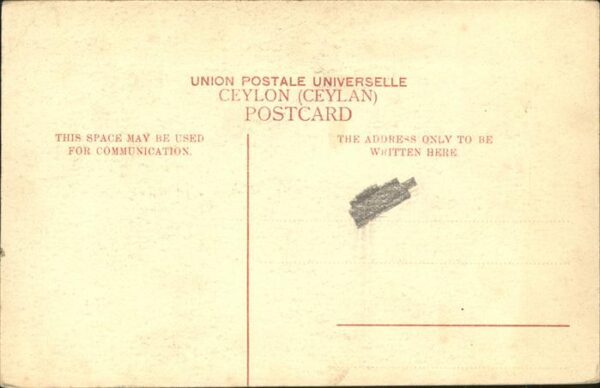 UNION POSTALE UNIVERSELLE
CEYLON (CEYLAN)
POSTCARD
THIS SPACE MAY BE USED
FOR COMMUNICATION.
THE ADDRESS ONLY TO BE
WRITTEN HERE